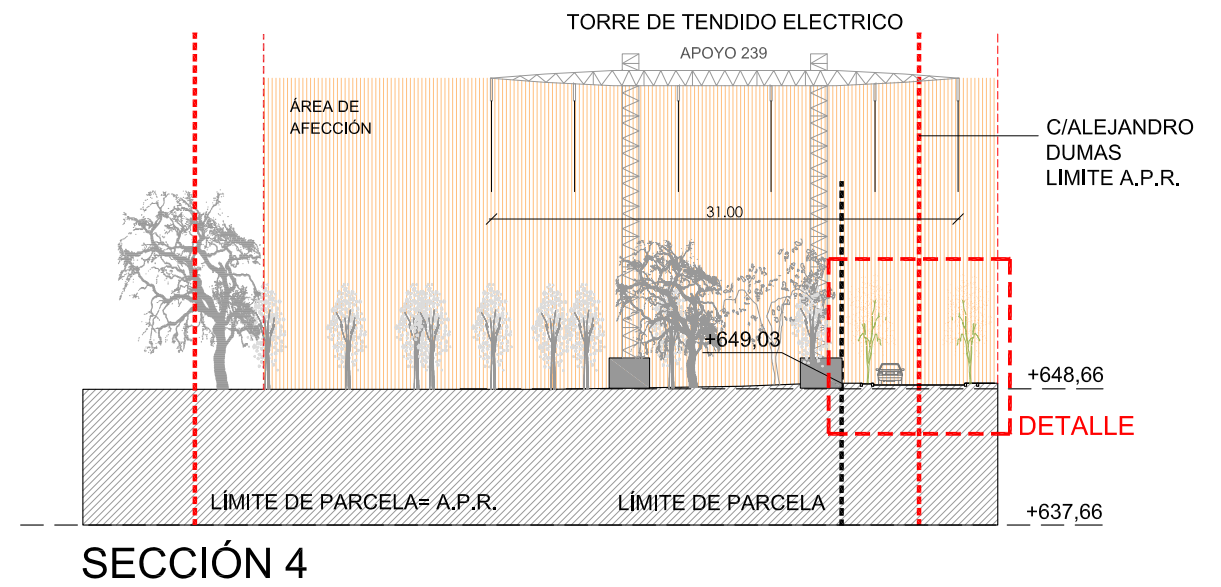 TORRE DE TENDIDO ELECTRICO
APOYO 239
ÁREA DE
AFECCIÓN
C/ALEJANDRO
DUMAS
LÍMITE A.P.R.
31.00
+649,03
+648,66
DETALLE
LÍMITE DE PARCELA= A.P.R.
LÍMITE DE PARCELA
+637,66
SECCIÓN 4